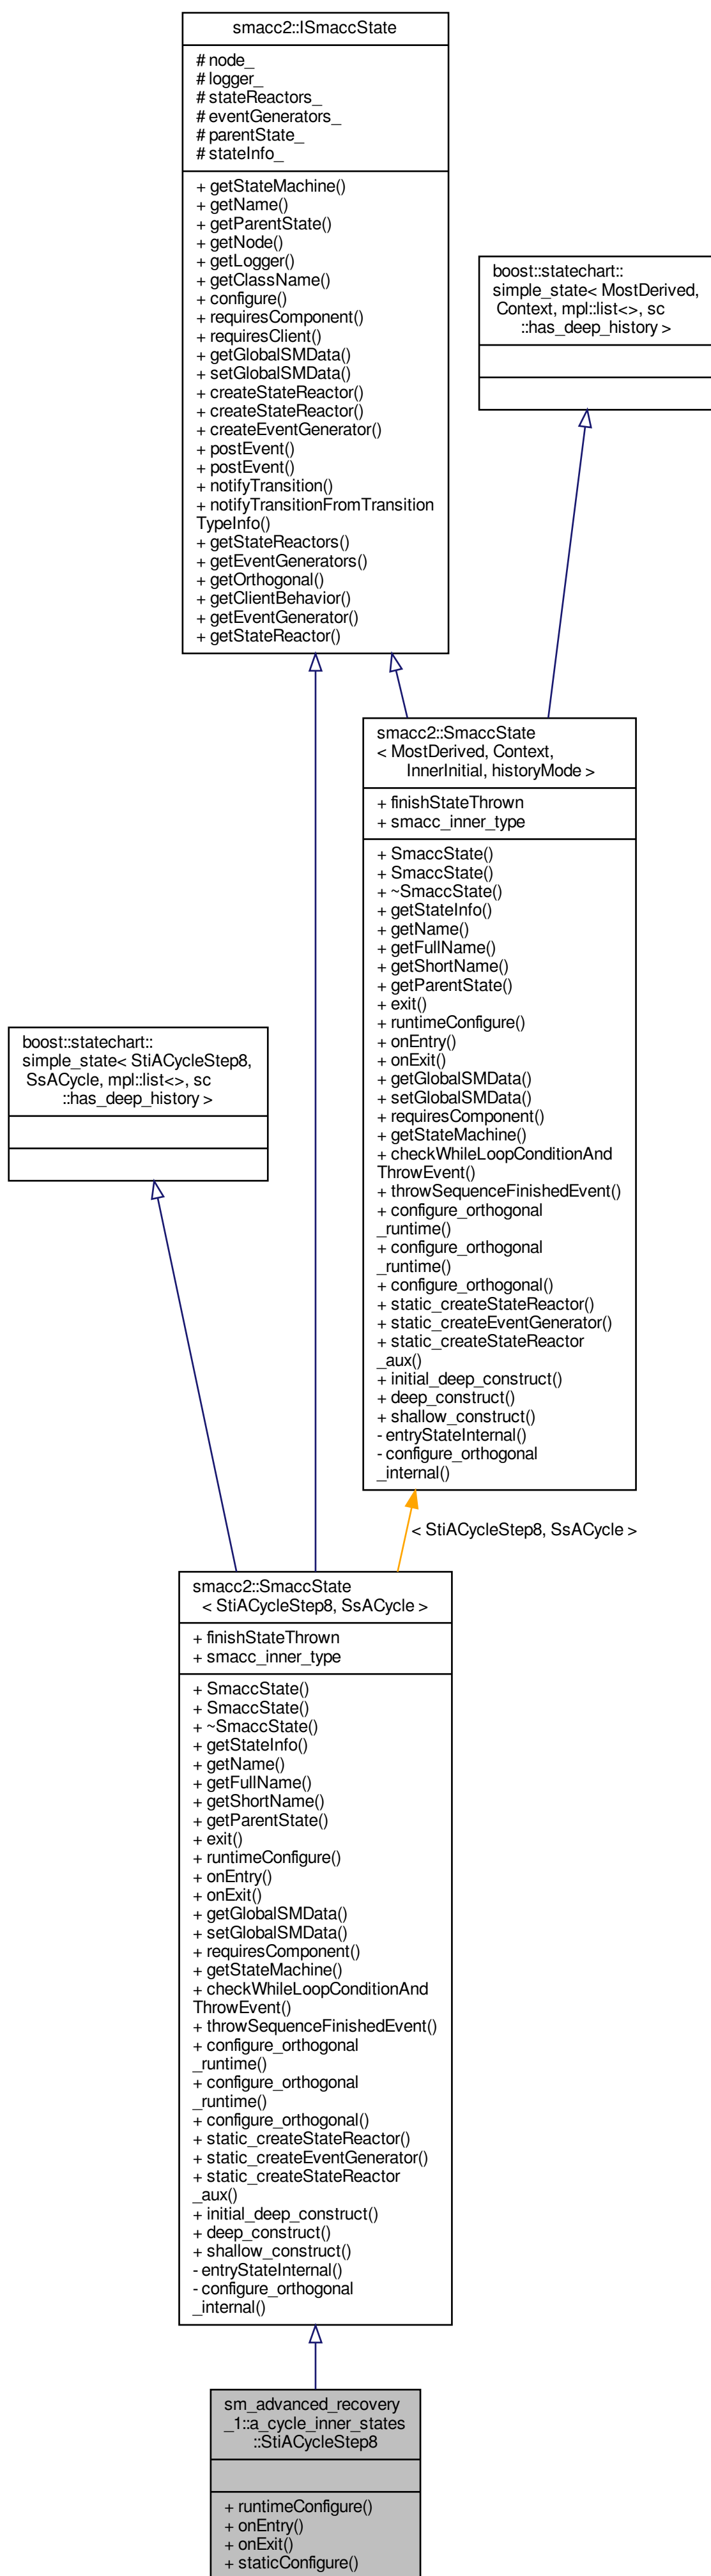 smacc2::ISmaccState
# node_
# logger_
# stateReactors_
# eventGenerators_
# parentState_
# stateInfo_
+ getStateMachine()
+ getName()
+ getParentState()
+ getNode()
+ getLogger()
+ getClassName()
+ configure()
+ requiresComponent()
+ requiresClient()
+ getGlobalSMData()
+ setGlobalSMData()
+ createStateReactor()
+ createStateReactor()
+ createEventGenerator()
+ postEvent()
+ postEvent()
+ notifyTransition()
+ notifyTransitionFromTransition
TypeInfo()
+ getStateReactors()
+ getEventGenerators()
+ getOrthogonal()
+ getClientBehavior()
+ getEventGenerator()
+ getStateReactor()
boost::statechart::
simple_state< MostDerived,
Context, mpl::list<>, sc
::has_deep_history >
smacc2::SmaccState
< MostDerived, Context,
InnerInitial, historyMode >
+ finishStateThrown
+ smacc_inner_type
+ SmaccState()
+ SmaccState()
+ ~SmaccState()
+ getStateInfo()
+ getName()
+ getFullName()
+ getShortName()
+ getParentState()
+ exit()
+ runtimeConfigure()
+ onEntry()
+ onExit()
+ getGlobalSMData()
+ setGlobalSMData()
+ requiresComponent()
+ getStateMachine()
+ checkWhileLoopConditionAnd
ThrowEvent()
+ throwSequenceFinishedEvent()
+ configure_orthogonal
_runtime()
+ configure_orthogonal
_runtime()
+ configure_orthogonal()
+ static_createStateReactor()
+ static_createEventGenerator()
+ static_createStateReactor
_aux()
+ initial_deep_construct()
+ deep_construct()
+ shallow_construct()
- entryStateInternal()
- configure_orthogonal
_internal()
boost::statechart::
simple_state< StiACycleStep8,
SsACycle, mpl::list<>, sc
::has_deep_history >
< StiACycleStep8, SsACycle >
smacc2::SmaccState
< StiACycleStep8, SsACycle >
+ finishStateThrown
+ smacc_inner_type
+ SmaccState()
+ SmaccState()
+ ~SmaccState()
+ getStateInfo()
+ getName()
+ getFullName()
+ getShortName()
+ getParentState()
+ exit()
+ runtimeConfigure()
+ onEntry()
+ onExit()
+ getGlobalSMData()
+ setGlobalSMData()
+ requiresComponent()
+ getStateMachine()
+ checkWhileLoopConditionAnd
ThrowEvent()
+ throwSequenceFinishedEvent()
+ configure_orthogonal
_runtime()
+ configure_orthogonal
_runtime()
+ configure_orthogonal()
+ static_createStateReactor()
+ static_createEventGenerator()
+ static_createStateReactor
_aux()
+ initial_deep_construct()
+ deep_construct()
+ shallow_construct()
- entryStateInternal()
- configure_orthogonal
_internal()
sm_advanced_recovery
_1::a_cycle_inner_states
::StiACycleStep8
+ runtimeConfigure()
+ onEntry()
+ onExit()
+ staticConfigure()